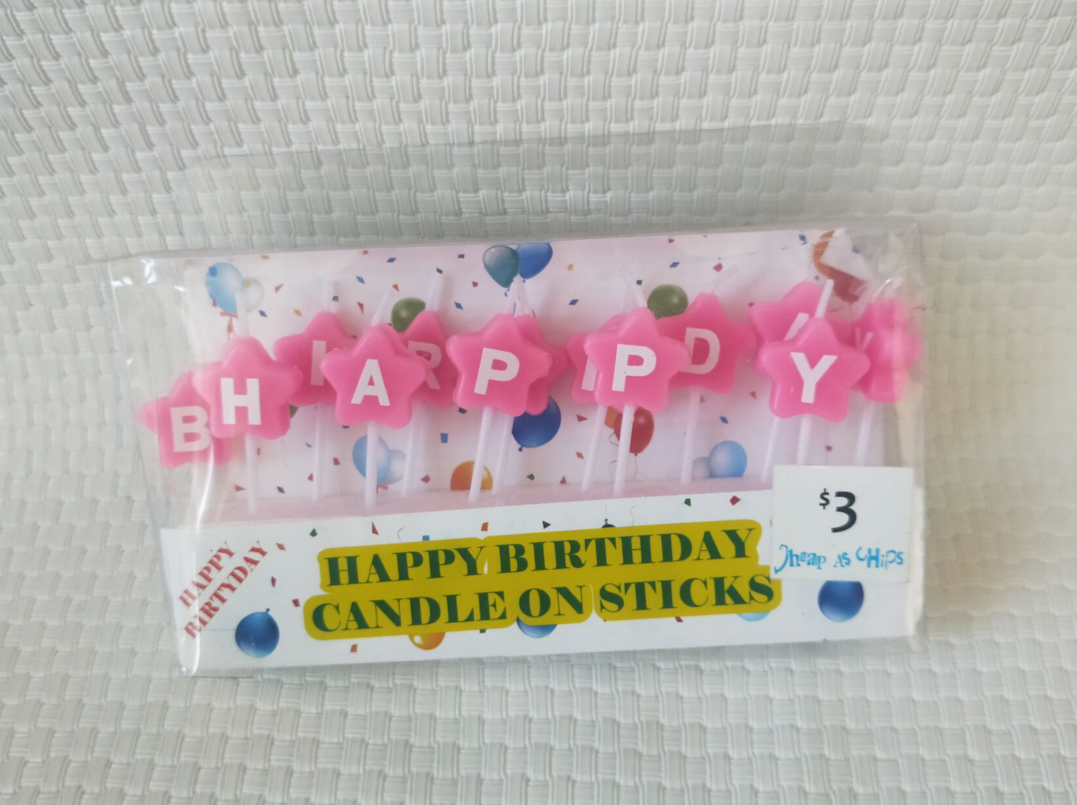 H A P P Y
B I R D A Y
$3
Cheap AS CHiPS
HAPPY BIRTHDAY
CANDLE ON STICKS
HAPPY
BIRTYDAY